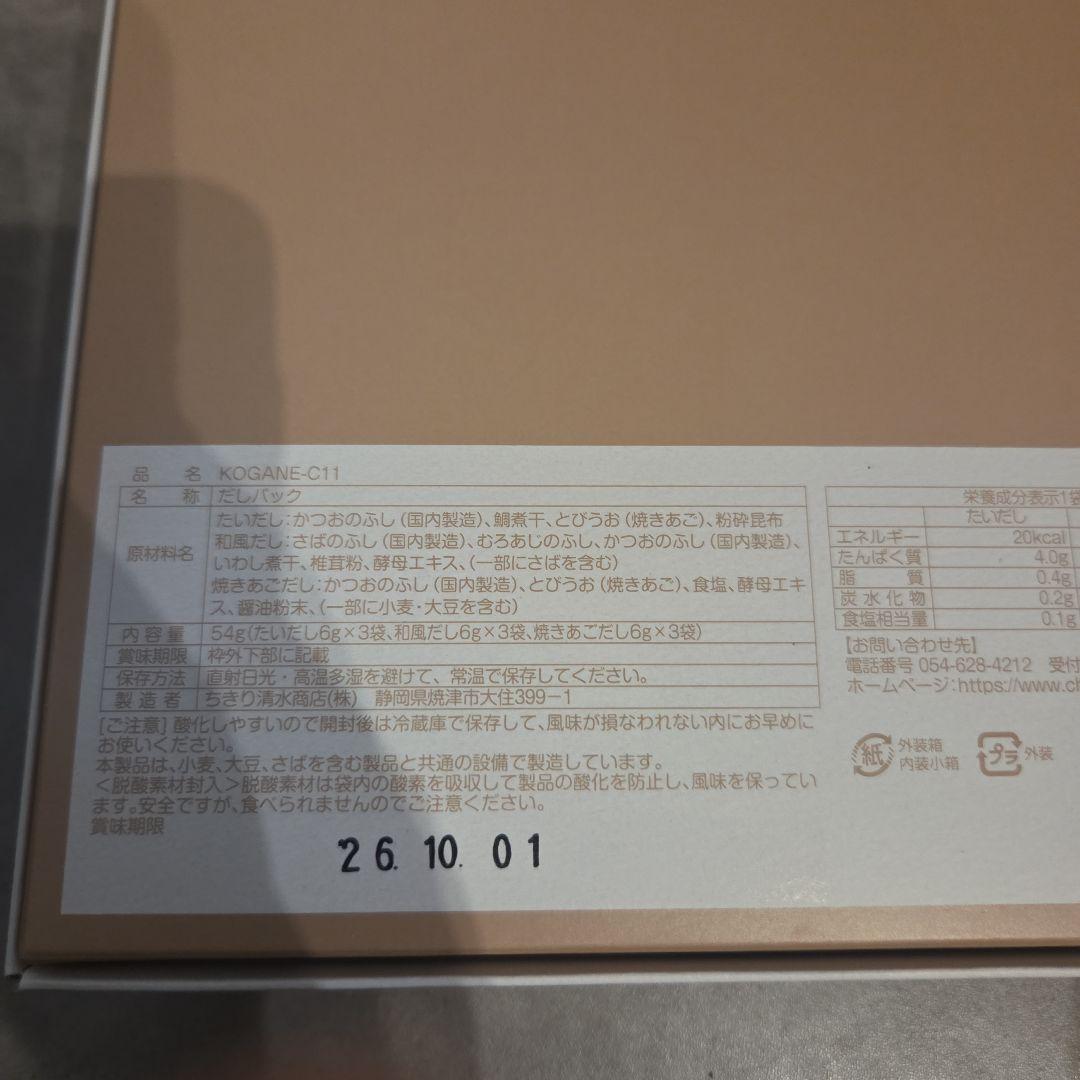 品 名 KOGANE-C11
名 称 だしパック
原材料名 たいだし:かつおのふし(国内製造)、鯛煮干、とびうお(焼きあご)、粉砕昆布
和風だし:さばのふし(国内製造)、むろあじのふし、かつおのふし(国内製造)、
いわし煮干、椎茸粉、酵母エキス、(一部にさばを含む)
焼きあごだし:かつおのふし(国内製造)、とびうお(焼きあご)、食塩、酵母エキ
ス、醤油粉末、(一部に小麦・大豆を含む)
内容量 54g(たいだし6g×3袋、和風だし6g×3袋、焼きあごだし6g×3袋)
賞味期限 枠外下部に記載
保存方法 直射日光・高温多湿を避けて、常温で保存してください。
製造者 ちきり清水商店(株) 静岡県焼津市大住399-1
[ご注意]酸化しやすいので開封後は冷蔵庫で保存して、風味が損なわれない内にお早めに
お使いください。
本製品は、小麦、大豆、さばを含む製品と共通の設備で製造しています。
<脱酸素材封入>脱酸素材は袋内の酸素を吸収して製品の酸化を防止し、風味を保ってい
ます。安全ですが、食べられませんのでご注意ください。
賞味期限
26. 10. 01
栄養成分表示1袋
たいだし
エネルギー 20kcal
たんぱく質 4.0g
脂 質 0.4g
炭水化物 0.2g
食塩相当量 0.1g
【お問い合わせ先】
電話番号 054-628-4212 受付
ホームページ:https://www.ch
紙 外装箱
内装小箱
プラ 外装